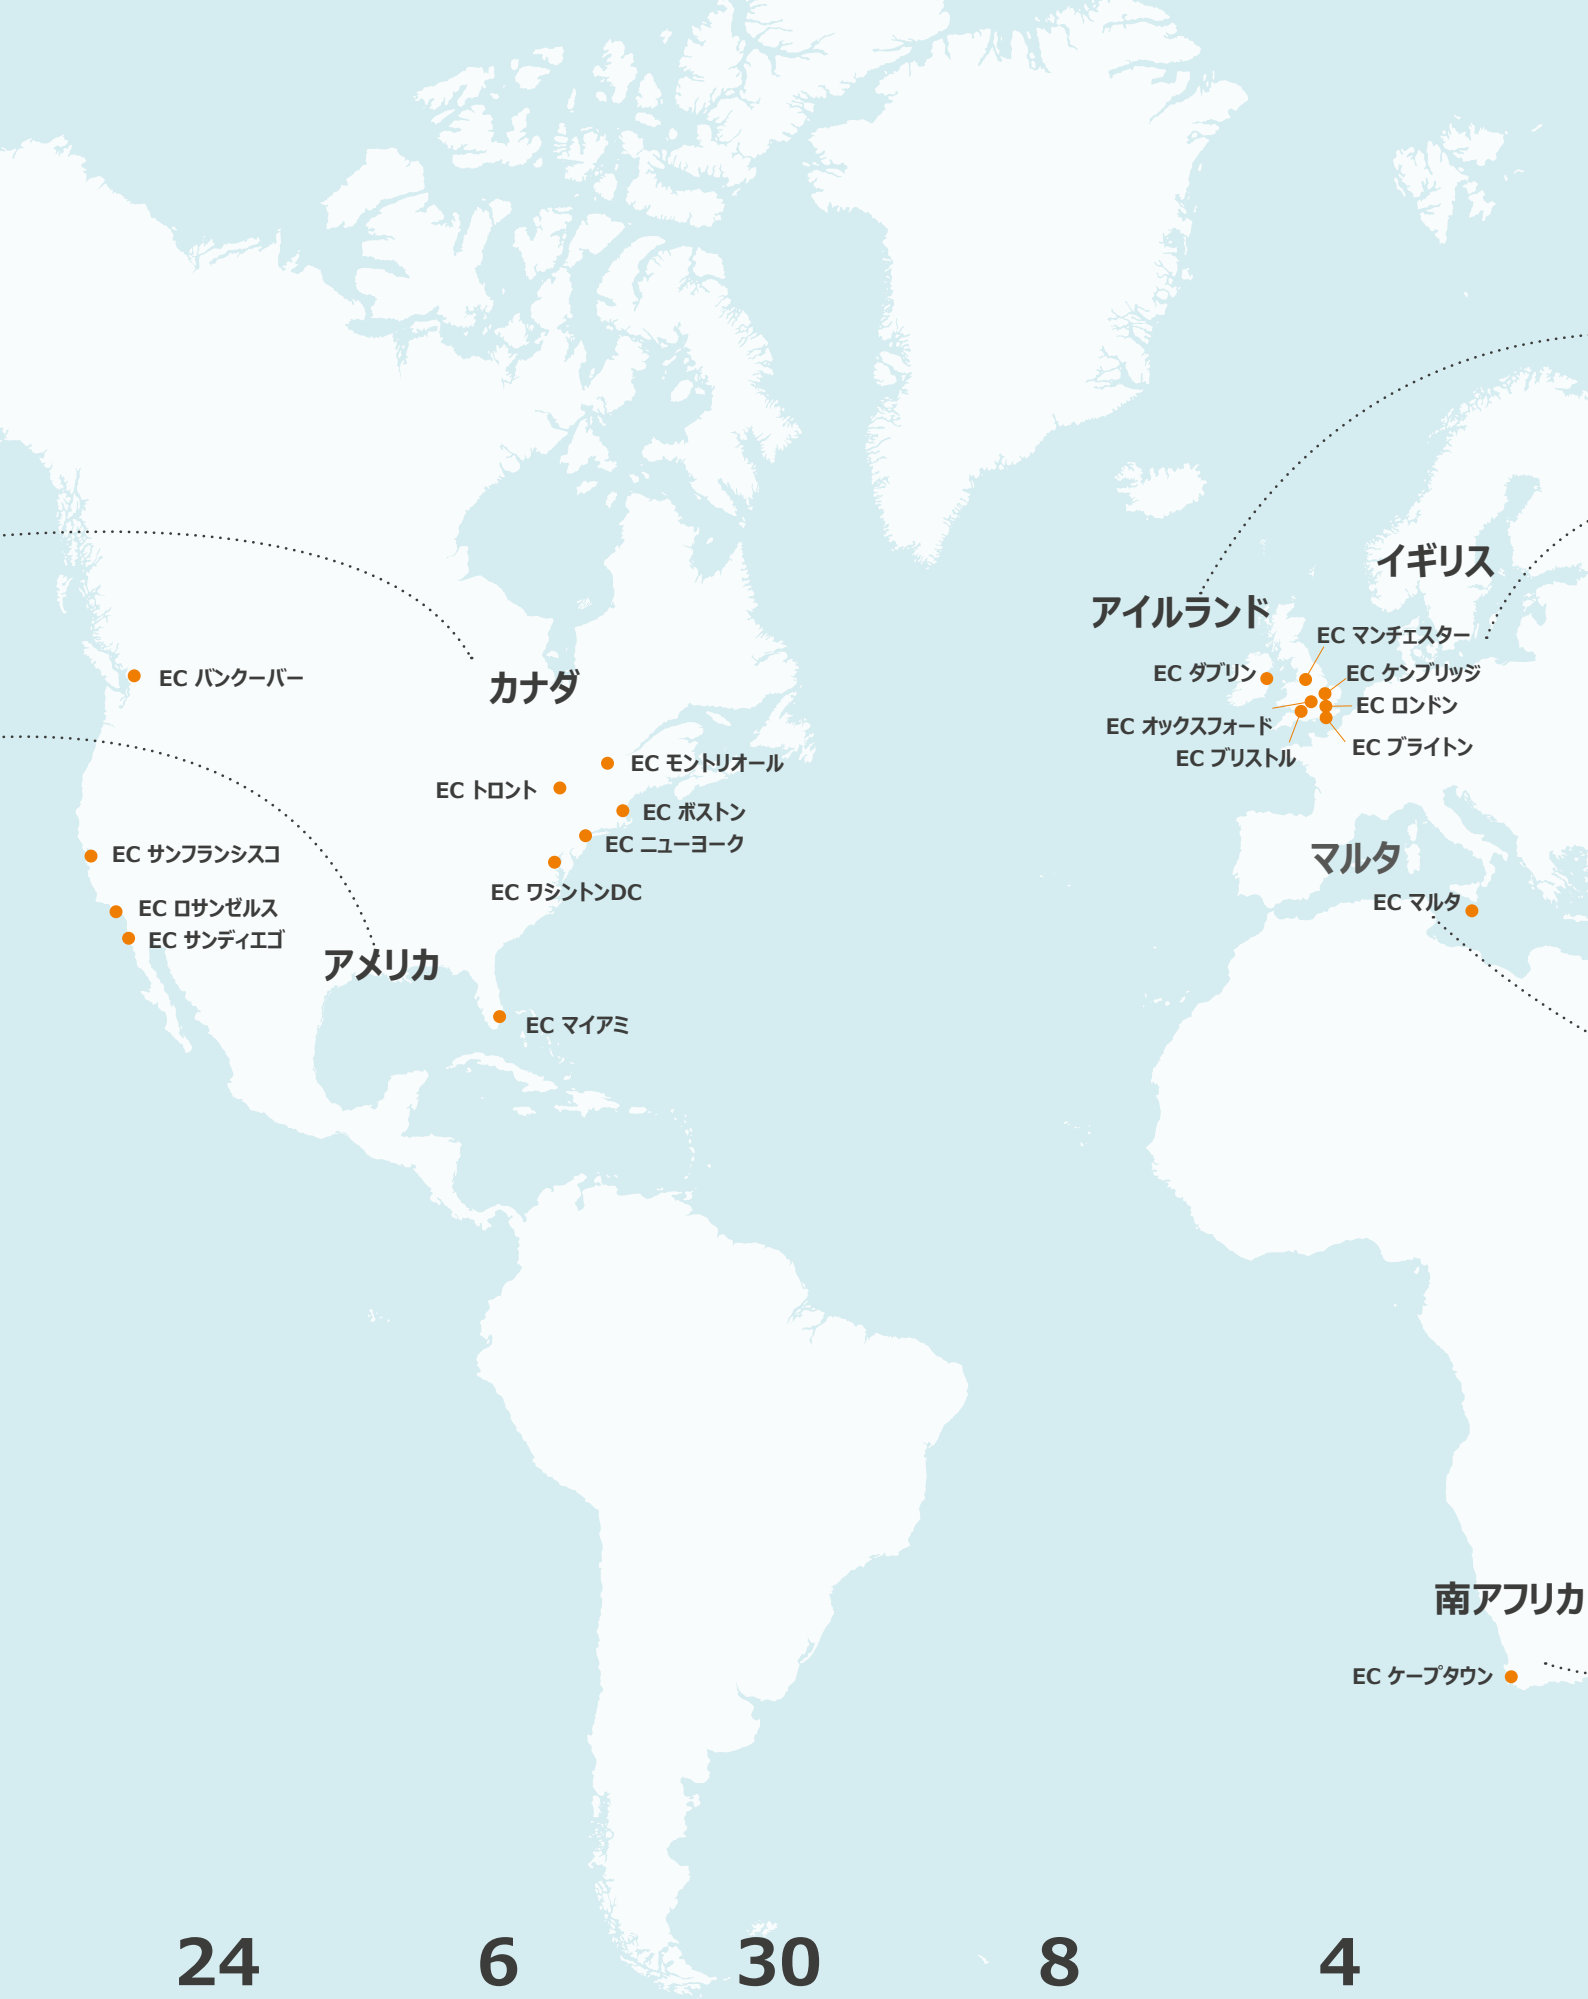 イギリス
アイルランド
EC マンチェスター
EC ダブリン
EC ケンブリッジ
EC ロンドン
EC オックスフォード
EC ブライトン
EC ブリストル
EC バンクーバー
カナダ
EC モントリオール
EC トロント
EC ボストン
EC ニューヨーク
EC サンフランシスコ
EC ワシントンDC
EC ロサンゼルス
EC サンディエゴ
アメリカ
EC マイアミ
マルタ
EC マルタ
南アフリカ
EC ケープタウン
24 6 30 8 4